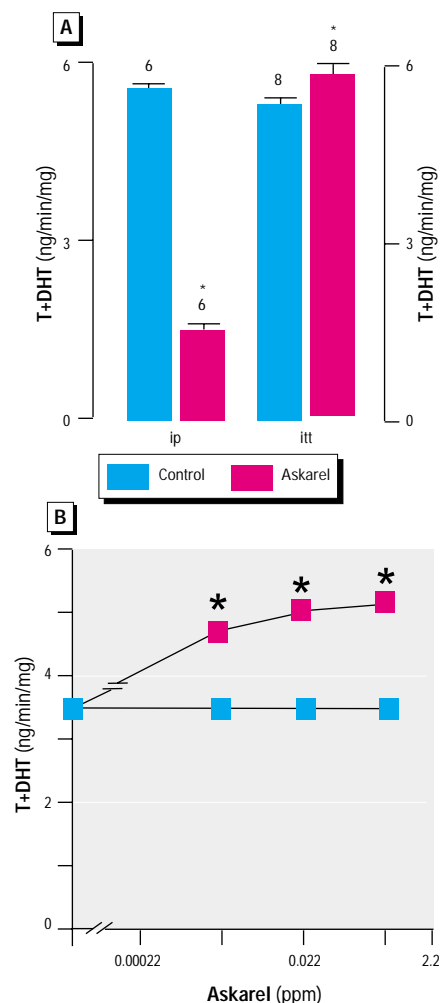 A
6
3
0
T+DHT (ng/min/mg)
6
*
6
8
*
8
6
3
0
T+DHT (ng/min/mg)
ip
itt
Control
Askarel
B
6
4
2
0
T+DHT (ng/min/mg)
*
*
*
0.00022
0.022
2.2
Askarel (ppm)